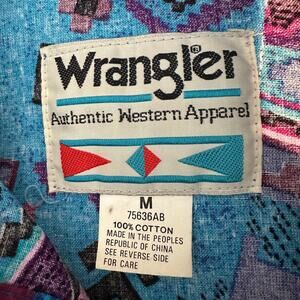 Wrangler®
Authentic Western Apparel
M
75636AB
100% COTTON
MADE IN THE PEOPLES
REPUBLIC OF CHINA
SEE REVERSE SIDE
FOR CARE